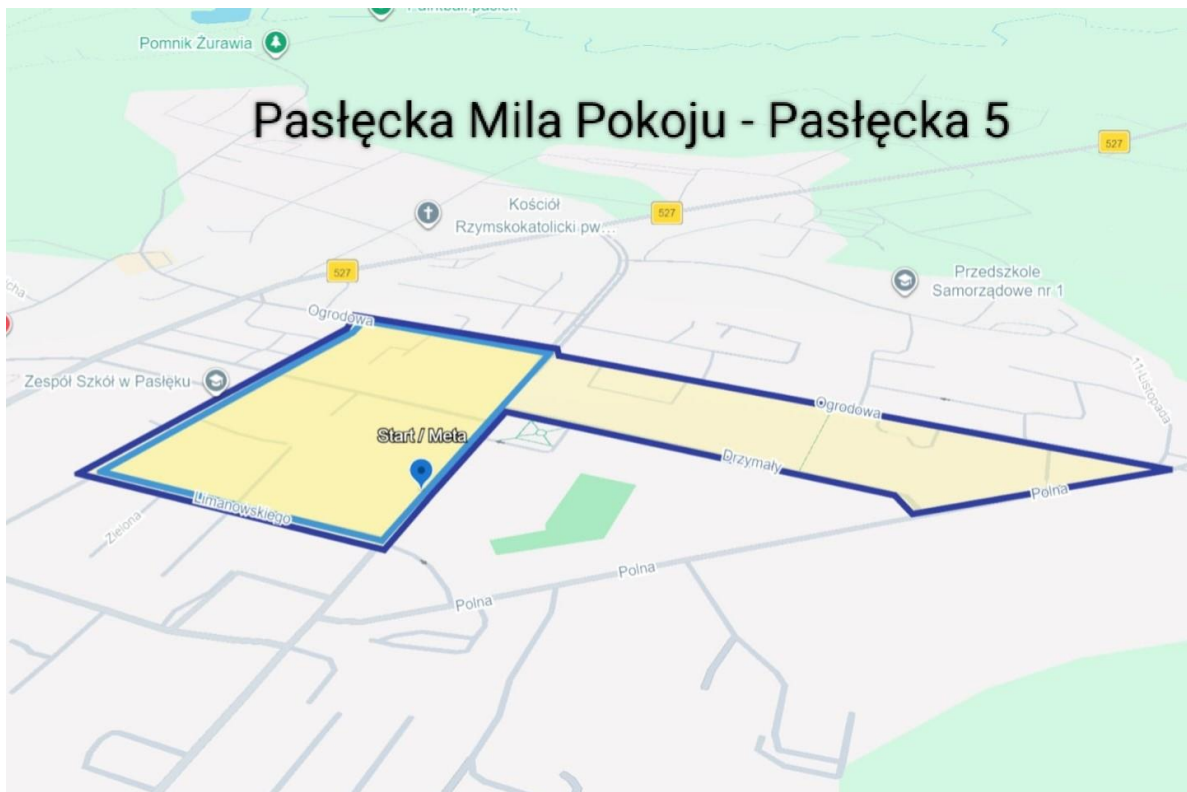 Pomnik Żurawia
Pasłęcka Mila Pokoju - Pasłęcka 5
527
Kościół
Rzymskokatolicki pw...
527
527
Przedszkole
Samorządowe nr 1
Ogrodowa
11-Listopada
Zespół Szkół w Pasłęku
Ogrodowa
Start / Meta
Drzymały
Polna
Limanowskiego
Zielona
Polna
Polna